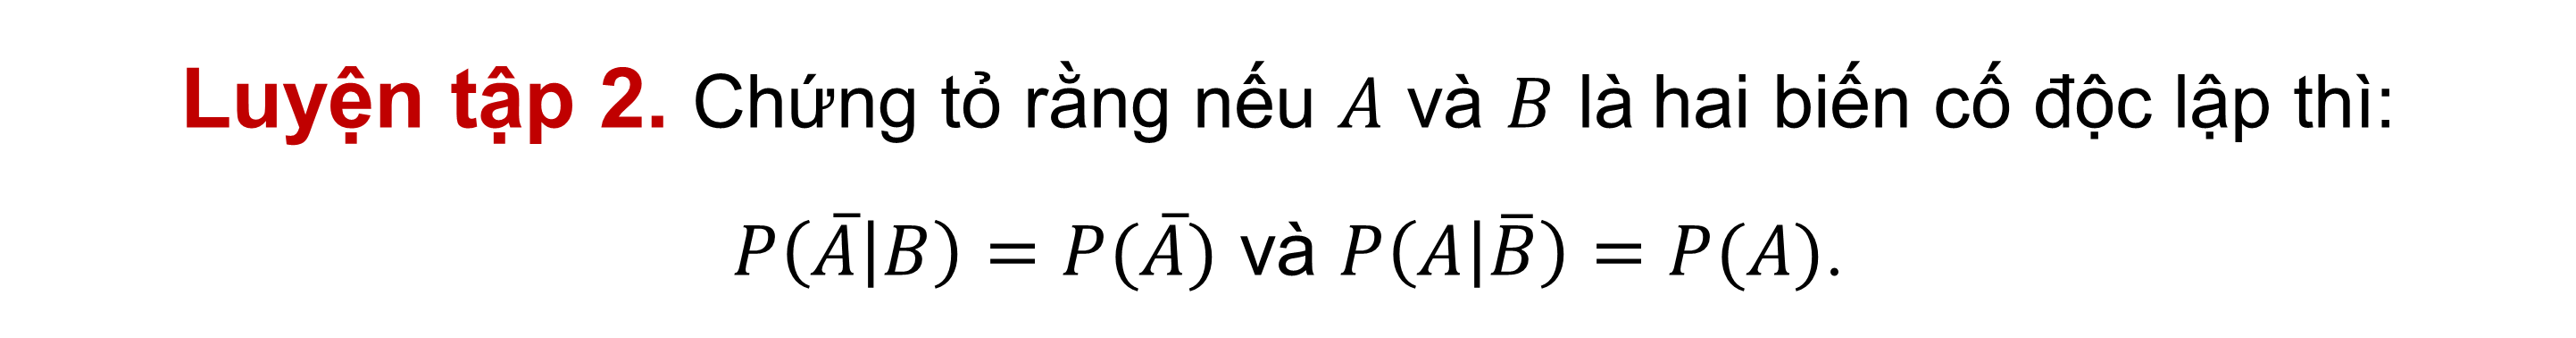 Luyện tập 2. Chứng tỏ rằng nếu A và B là hai biến cố độc lập thì:
P(Ā|B) = P(Ā) và P(A|B̄) = P(A).